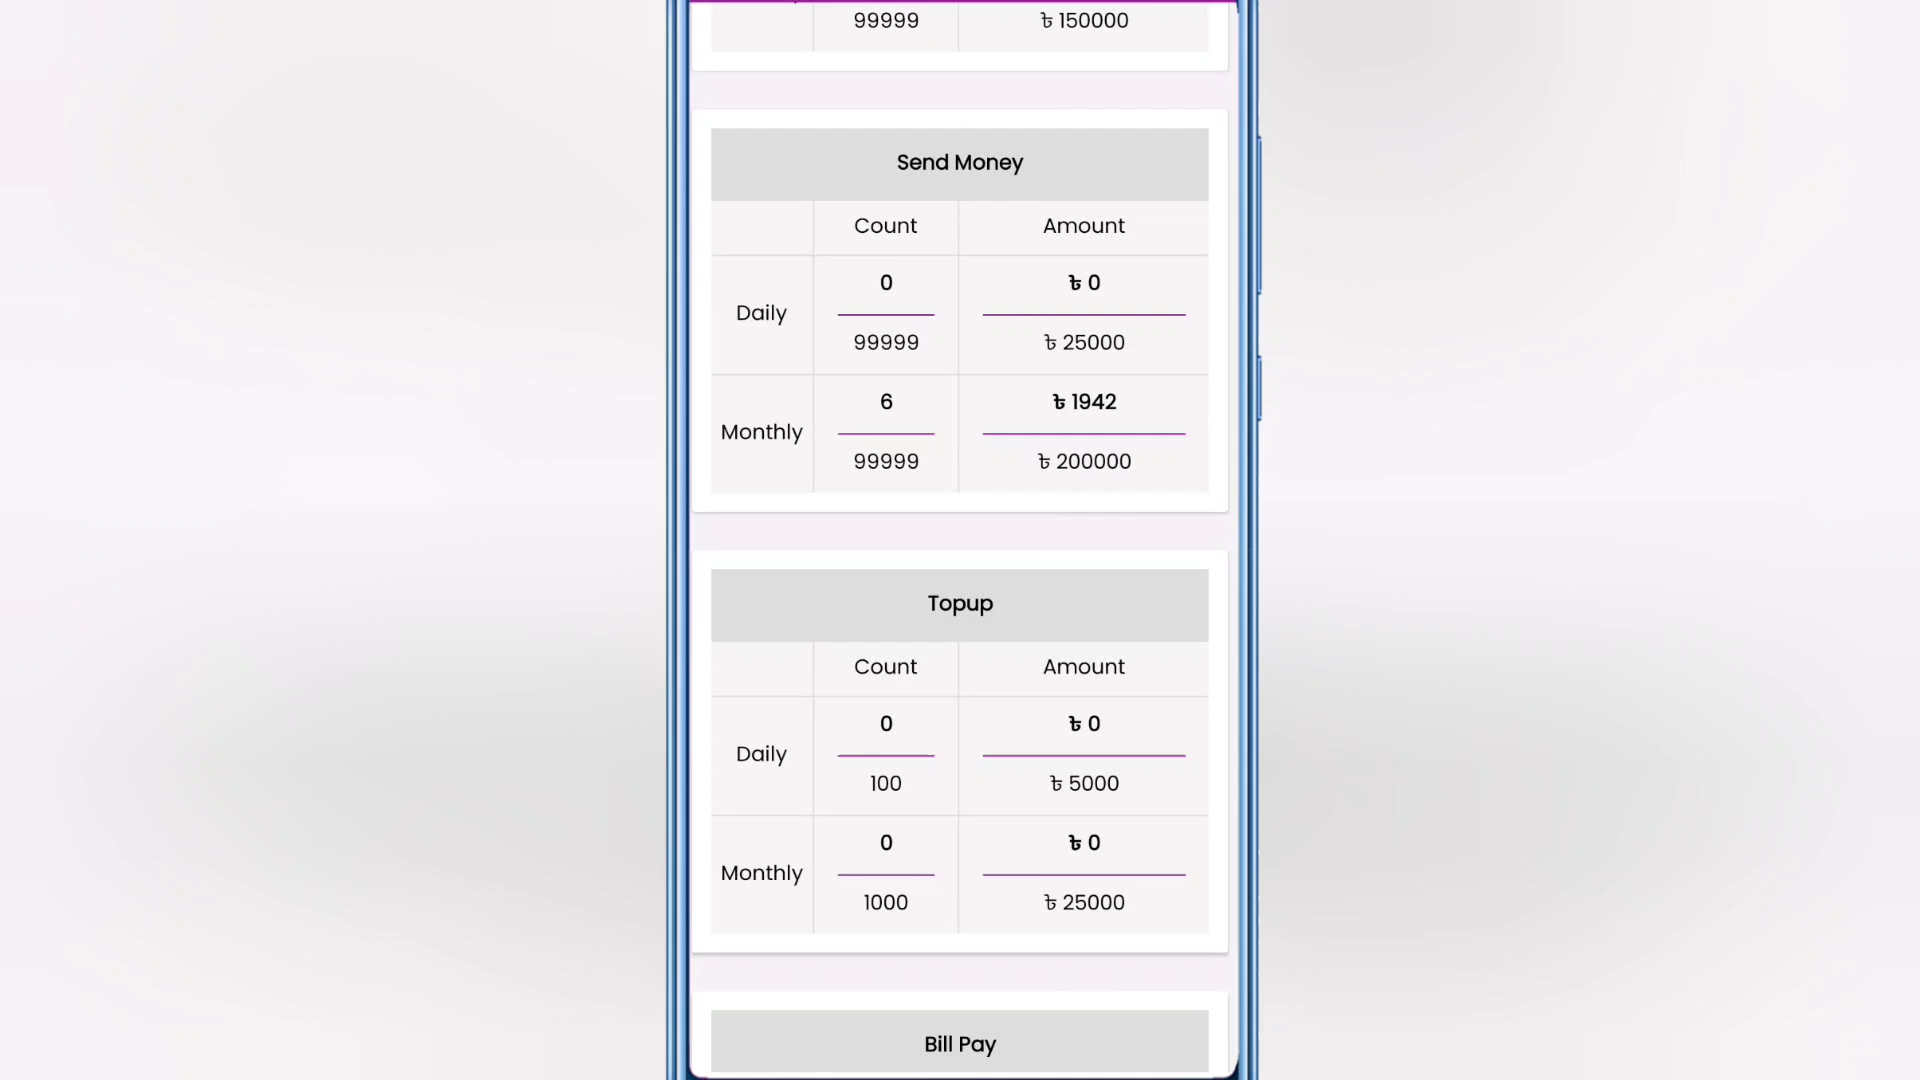 99999 ৳ 150000
Send Money
Count Amount
0 ৳ 0
Daily
99999 ৳ 25000
6 ৳ 1942
Monthly
99999 ৳ 200000
Topup
Count Amount
0 ৳ 0
Daily
100 ৳ 5000
0 ৳ 0
Monthly
1000 ৳ 25000
Bill Pay